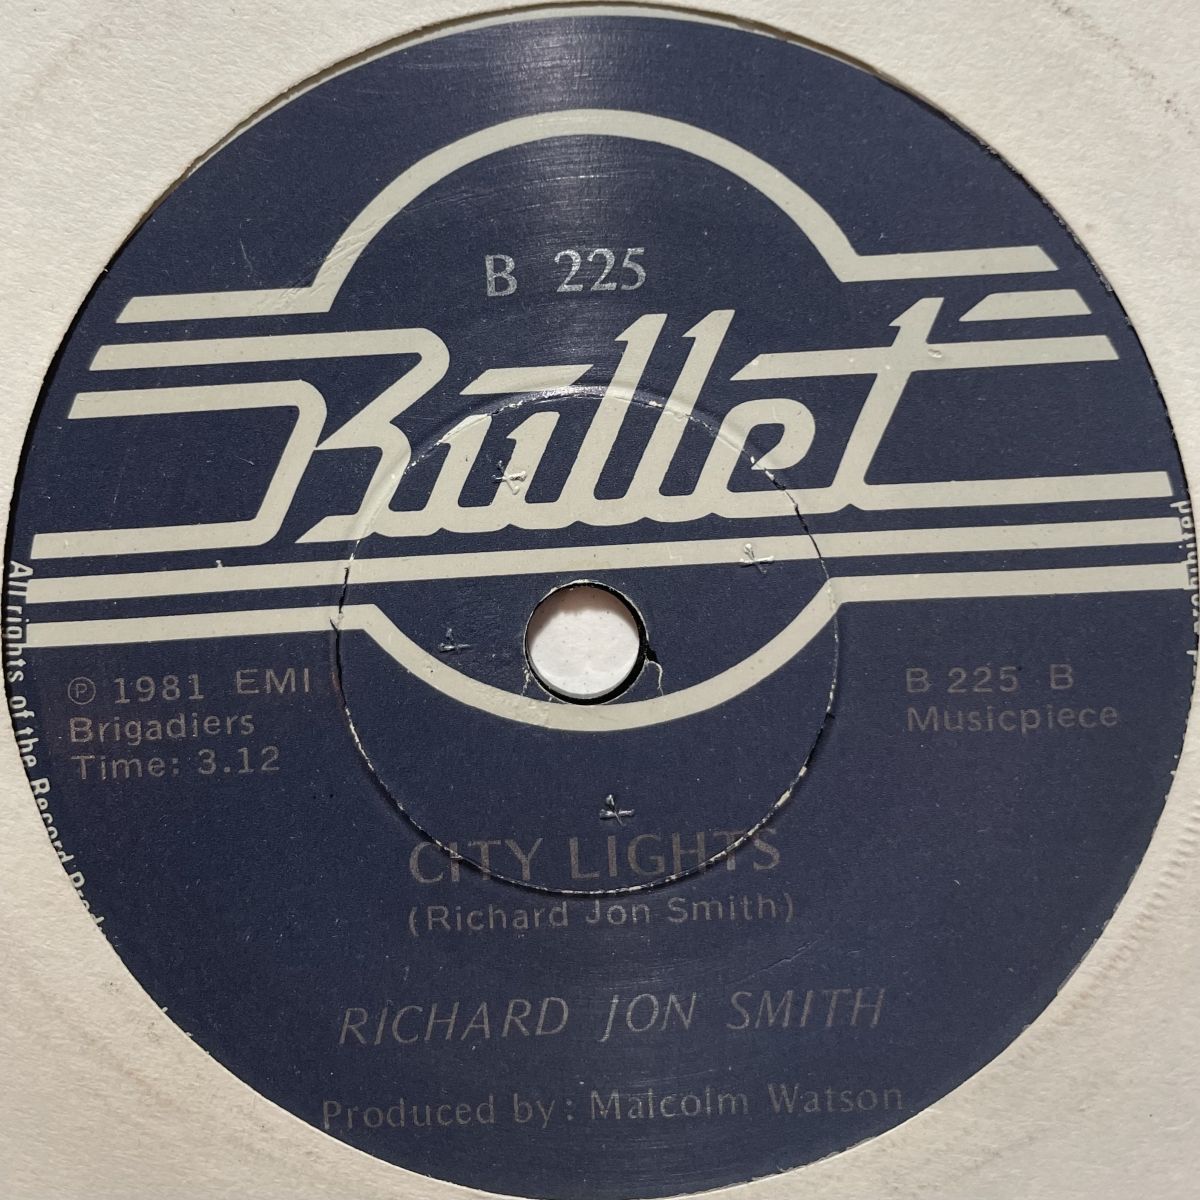 B 225
Bullet
℗ 1981 EMI
Brigadiers
Time: 3.12
B 225 B
Musicpiece
CITY LIGHTS
(Richard Jon Smith)
RICHARD JON SMITH
Produced by: Malcolm Watson
All rights of the Record Prod